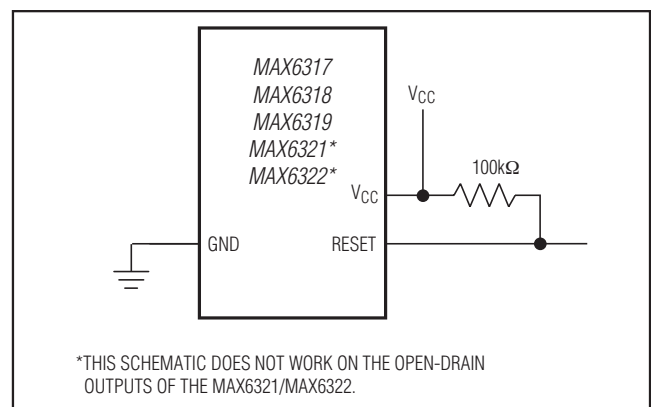 MAX6317
MAX6318
MAX6319
MAX6321*
MAX6322*
VCC
100kΩ
VCC
GND
RESET
*THIS SCHEMATIC DOES NOT WORK ON THE OPEN-DRAIN
OUTPUTS OF THE MAX6321/MAX6322.